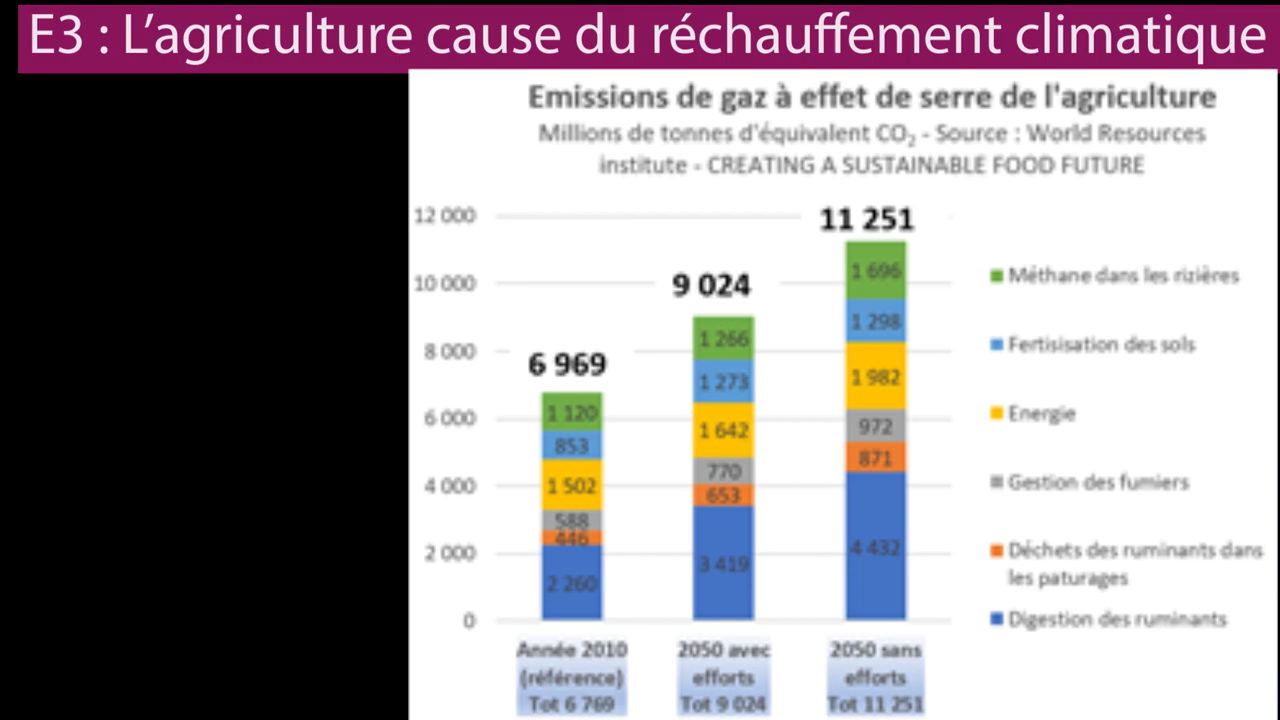 E3 : L’agriculture cause du réchauffement climatique
Emissions de gaz à effet de serre de l'agriculture
Millions de tonnes d'équivalent CO₂ - Source : World Resources
institute - CREATING A SUSTAINABLE FOOD FUTURE
12 000
10 000
8 000
6 000
4 000
2 000
0
6 969
1 120
853
1 502
588
446
2 260
9 024
1 266
1 273
1 642
770
653
3 419
11 251
1 696
1 298
1 982
972
871
4 432
Méthane dans les rizières
Fertisisation des sols
Energie
Gestion des fumiers
Déchets des ruminants dans
les paturages
Digestion des ruminants
Année 2010
(référence)
Tot 6 769
2050 avec
efforts
Tot 9 024
2050 sans
efforts
Tot 11 251